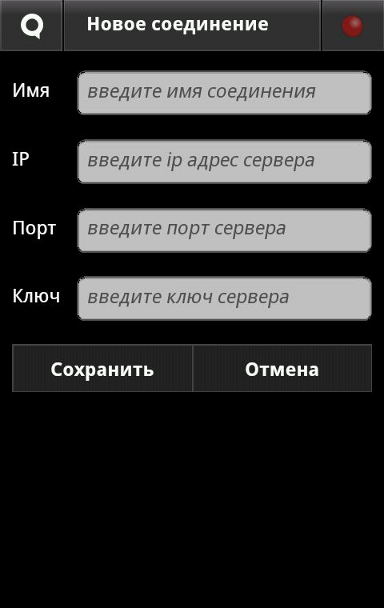 Новое соединение
Имя
введите имя соединения
IP
введите ip адрес сервера
Порт
введите порт сервера
Ключ
введите ключ сервера
Сохранить
Отмена